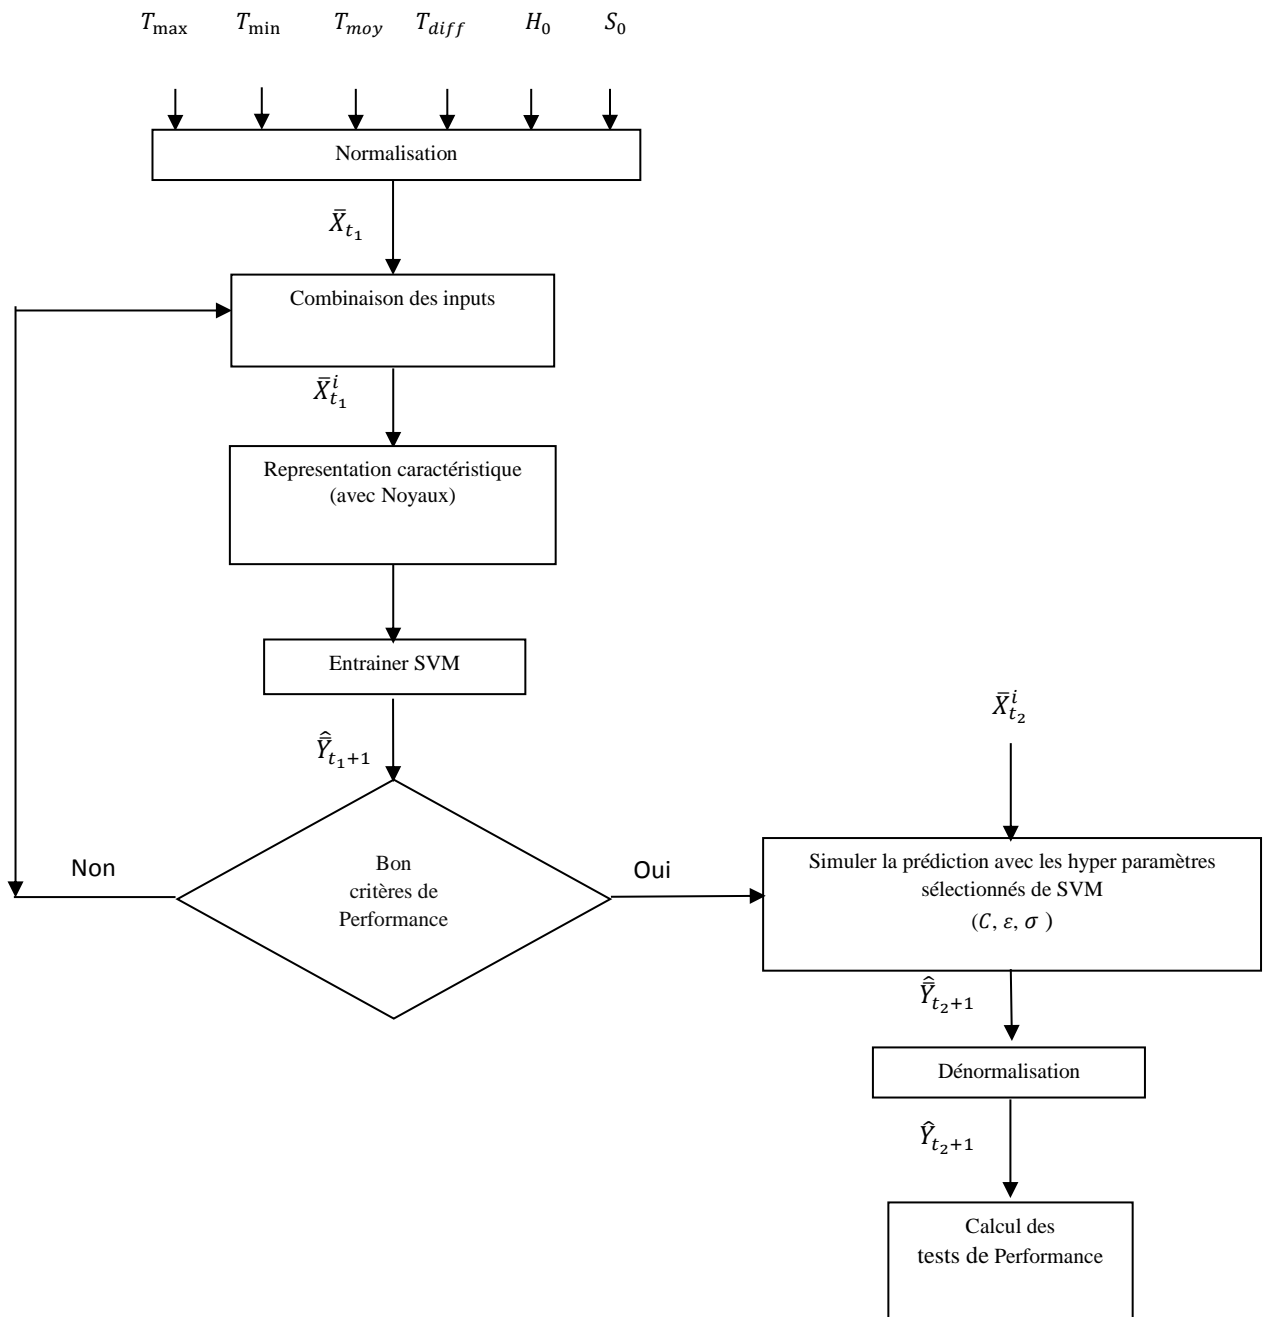 T_max T_min T_moy T_diff H_0 S_0
Normalisation
X̄_{t_1}
Combinaison des inputs
X̄^i_{t_1}
Representation caractéristique
(avec Noyaux)
Entrainer SVM
Ŷ̄_{t_1+1}
Non
Bon
critères de
Performance
Oui
X̄^i_{t_2}
Simuler la prédiction avec les hyper paramètres
sélectionnés de SVM
(C, ε, σ )
Ŷ̄_{t_2+1}
Dénormalisation
Ŷ_{t_2+1}
Calcul des
tests de Performance